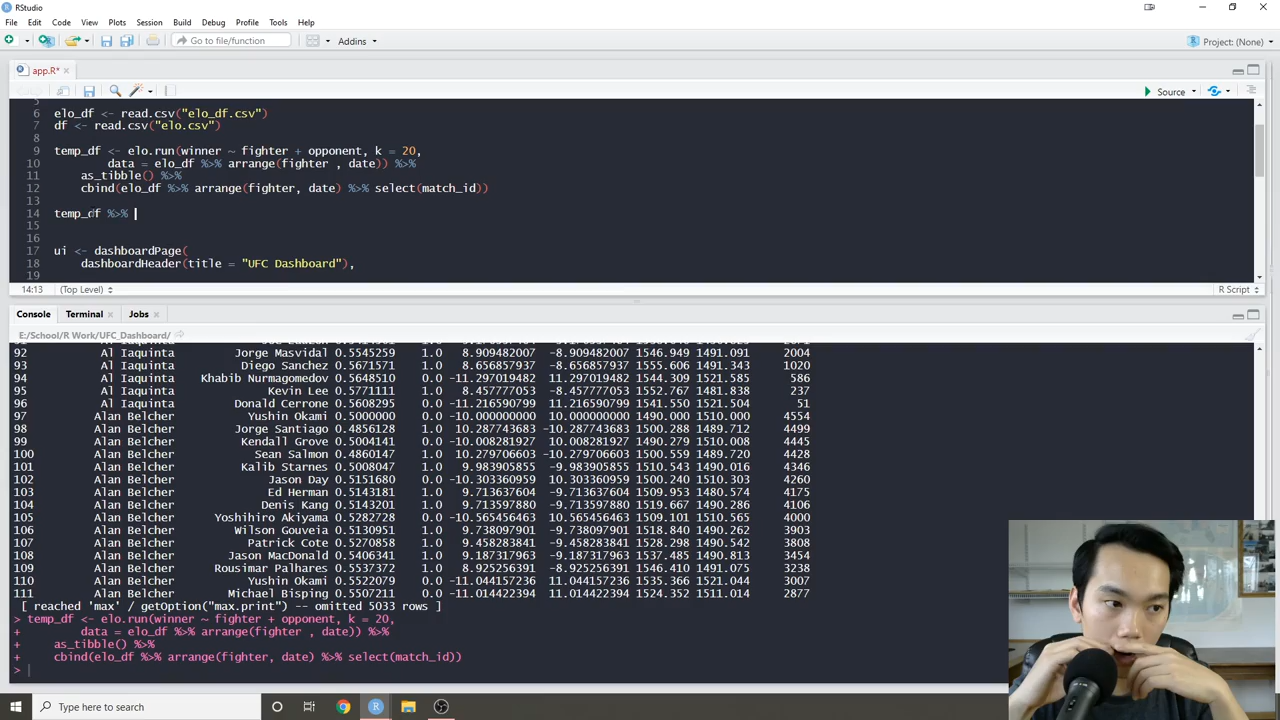 RStudio
File Edit Code View Plots Session Build Debug Profile Tools Help
Go to file/function Addins Project: (None)
app.R*
Source
5
6 elo_df <- read.csv("elo_df.csv")
7 df <- read.csv("elo.csv")
8
9 temp_df <- elo.run(winner ~ fighter + opponent, k = 20,
10 data = elo_df %>% arrange(fighter , date)) %>%
11 as_tibble() %>%
12 cbind(elo_df %>% arrange(fighter, date) %>% select(match_id))
13
14 temp_df %>%
15
16
17 ui <- dashboardPage(
18 dashboardHeader(title = "UFC Dashboard"),
19
14:13 (Top Level) R Script
Console Terminal Jobs
E:/School/R Work/UFC_Dashboard/
92 Al Iaquinta Jorge Masvidal 0.5545259 1.0 8.909482007 -8.909482007 1546.949 1491.091 2004
93 Al Iaquinta Diego Sanchez 0.5671571 1.0 8.656857793 -8.656857793 1555.606 1491.343 1020
94 Al Iaquinta Khabib Nurmagomedov 0.5648510 0.0 -11.297019482 11.297019482 1544.309 1521.585 586
95 Al Iaquinta Kevin Lee 0.5771111 1.0 8.457777053 -8.457777053 1552.767 1481.838 237
96 Al Iaquinta Donald Cerrone 0.5608295 0.0 -11.216590719 11.216590719 1541.550 1521.504 51
97 Alan Belcher Yushin Okami 0.5000000 0.0 -10.000000000 10.000000000 1490.000 1510.000 4554
98 Alan Belcher Jorge Santiago 0.4856128 1.0 10.287743687 -10.287743687 1500.288 1489.712 4499
99 Alan Belcher Kendall Grove 0.5004141 0.0 -10.008281927 10.008281927 1490.279 1510.008 4445
100 Alan Belcher Sean Salmon 0.4860147 1.0 10.279706603 -10.279706603 1500.559 1489.720 4428
101 Alan Belcher Kalib Starnes 0.5008047 1.0 9.983905855 -9.983905855 1510.543 1490.016 4346
102 Alan Belcher Jason Day 0.5151680 0.0 -10.303360959 10.303360959 1500.240 1510.303 4260
103 Alan Belcher Ed Herman 0.5143181 1.0 9.713637604 -9.713637604 1509.953 1480.574 4175
104 Alan Belcher Denis Kang 0.5143201 1.0 9.713597880 -9.713597880 1519.667 1490.286 4106
105 Alan Belcher Yoshihiro Akiyama 0.5282728 0.0 -10.565456463 10.565456463 1509.101 1510.565 4000
106 Alan Belcher Wilson Gouveia 0.5130951 1.0 9.738097901 -9.738097901 1518.840 1490.262 3903
107 Alan Belcher Patrick Cote 0.5270858 1.0 9.458283841 -9.458283841 1528.298 1490.542 3808
108 Alan Belcher Jason MacDonald 0.5406341 1.0 9.187317963 -9.187317963 1537.485 1490.813 3454
109 Alan Belcher Rousimar Palhares 0.5537372 1.0 8.925256391 -8.925256391 1546.410 1491.075 3238
110 Alan Belcher Yushin Okami 0.5522079 0.0 -11.044157236 11.044157236 1535.366 1521.044 3007
111 Alan Belcher Michael Bisping 0.5507211 0.0 -11.014422394 11.014422394 1524.352 1511.014 2877
[ reached 'max' / getOption("max.print") -- omitted 5033 rows ]
> temp_df <- elo.run(winner ~ fighter + opponent, k = 20,
+ data = elo_df %>% arrange(fighter , date)) %>%
+ as_tibble() %>%
+ cbind(elo_df %>% arrange(fighter, date) %>% select(match_id))
>
Type here to search